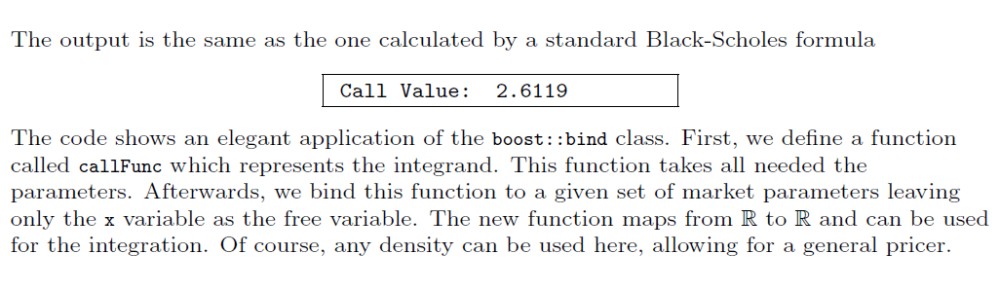 The output is the same as the one calculated by a standard Black-Scholes formula
Call Value: 2.6119
The code shows an elegant application of the boost::bind class. First, we define a function
called callFunc which represents the integrand. This function takes all needed the
parameters. Afterwards, we bind this function to a given set of market parameters leaving
only the x variable as the free variable. The new function maps from ℝ to ℝ and can be used
for the integration. Of course, any density can be used here, allowing for a general pricer.